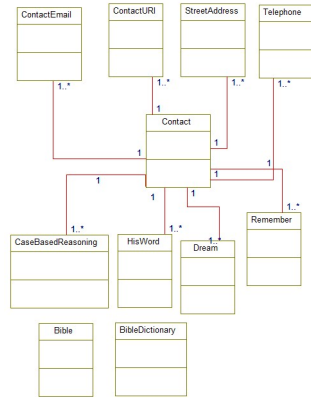 ContactEmail
ContactURI
StreetAddress
Telephone
1..*
1..*
1..*
1..*
1
Contact
1
1
1
1
1
1
1
1..*
1..*
1..*
1..*
CaseBasedReasoning
HisWord
Dream
Remember
Bible
BibleDictionary